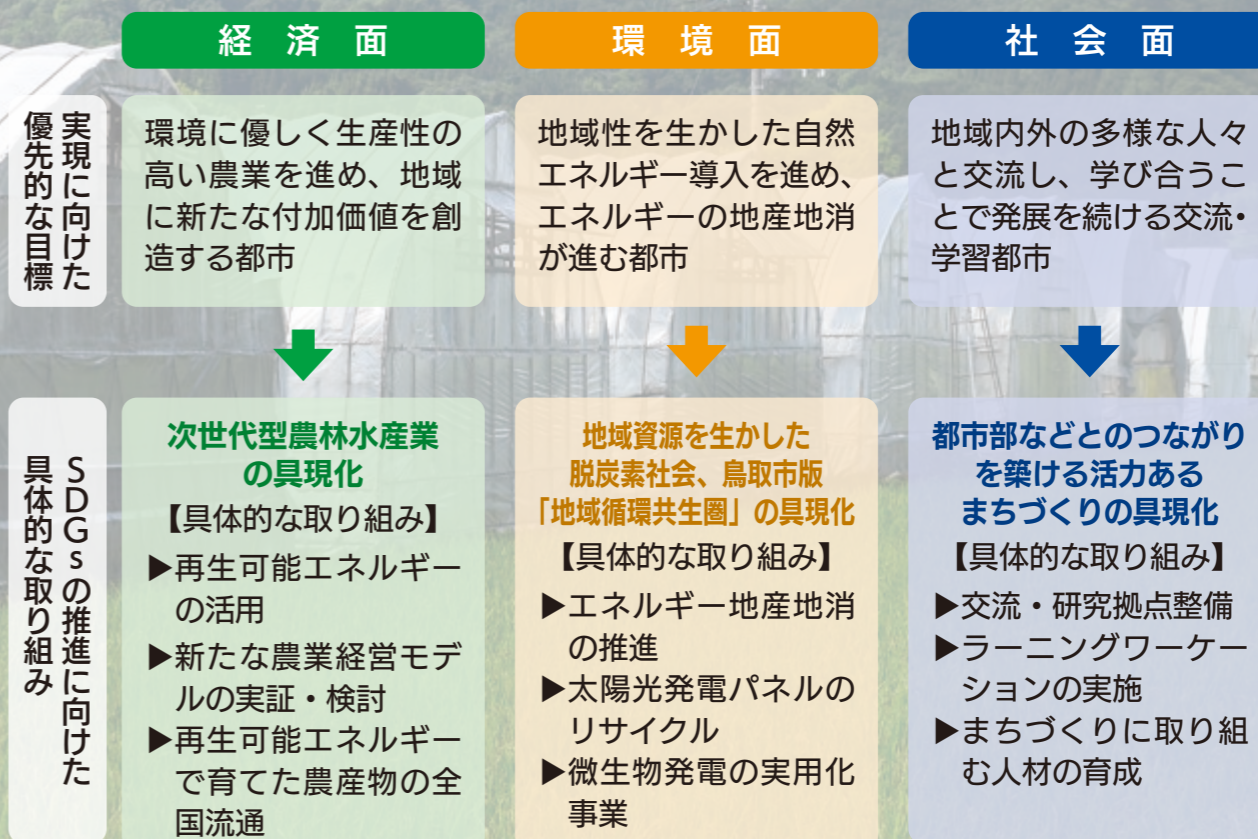 経済面
環境面
社会面
実現に向けた
優先的な目標
環境に優しく生産性の
高い農業を進め、地域
に新たな付加価値を創
造する都市
地域性を生かした自然
エネルギー導入を進め、
エネルギーの地産地消
が進む都市
地域内外の多様な人々
と交流し、学び合うこ
とで発展を続ける交流・
学習都市
SDGsの推進に向けた
具体的な取り組み
次世代型農林水産業
の具現化
【具体的な取り組み】
▶再生可能エネルギー
の活用
▶新たな農業経営モデ
ルの実証・検討
▶再生可能エネルギー
で育てた農産物の全
国流通
地域資源を生かした
脱炭素社会、鳥取市版
「地域循環共生圏」の具現化
【具体的な取り組み】
▶エネルギー地産地消
の推進
▶太陽光発電パネルの
リサイクル
▶微生物発電の実用化
事業
都市部などとのつながり
を築ける活力ある
まちづくりの具現化
【具体的な取り組み】
▶交流・研究拠点整備
▶ラーニングワーケー
ションの実施
▶まちづくりに取り組
む人材の育成